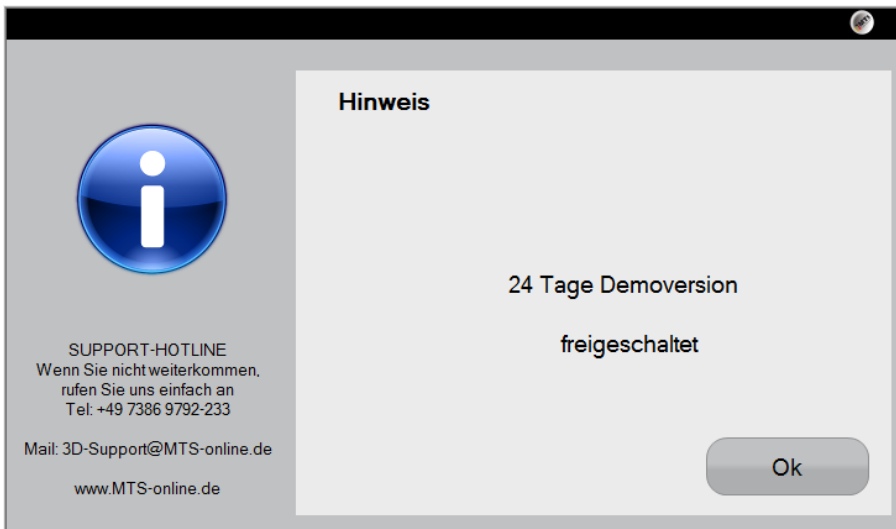 Hinweis
24 Tage Demoversion
freigeschaltet
SUPPORT-HOTLINE
Wenn Sie nicht weiterkommen,
rufen Sie uns einfach an
Tel: +49 7386 9792-233
Mail: 3D-Support@MTS-online.de
www.MTS-online.de
Ok